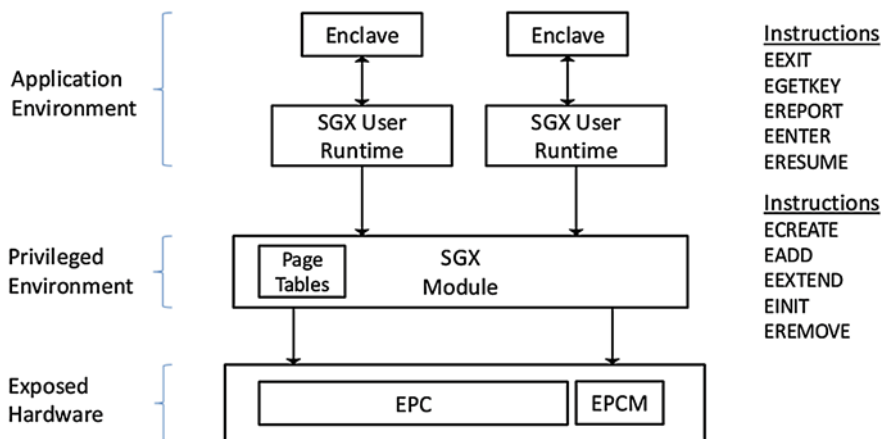 Enclave
Enclave
Instructions
EEXIT
EGETKEY
EREPORT
EENTER
ERESUME
Application
Environment
SGX User
Runtime
SGX User
Runtime
Instructions
ECREATE
EADD
EEXTEND
EINIT
EREMOVE
Privileged
Environment
Page
Tables
SGX
Module
Exposed
Hardware
EPC
EPCM